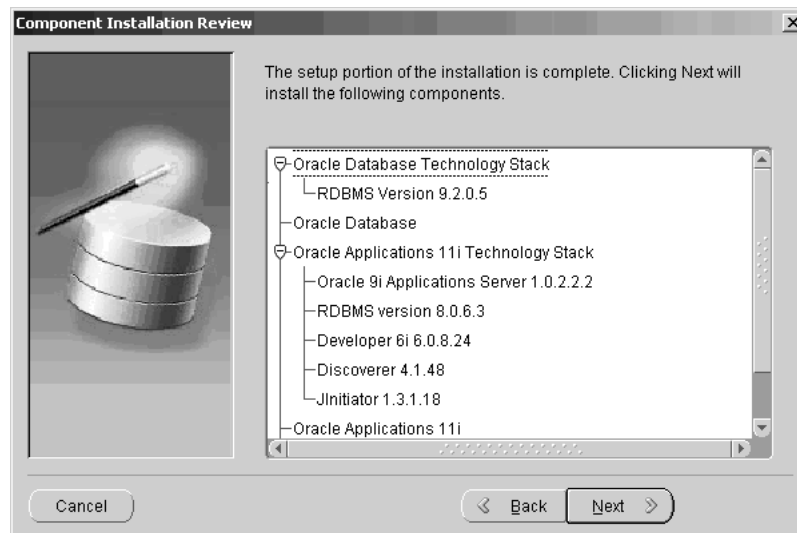 Component Installation Review
The setup portion of the installation is complete. Clicking Next will
install the following components.
Oracle Database Technology Stack
RDBMS Version 9.2.0.5
Oracle Database
Oracle Applications 11i Technology Stack
Oracle 9i Applications Server 1.0.2.2.2
RDBMS version 8.0.6.3
Developer 6i 6.0.8.24
Discoverer 4.1.48
JInitiator 1.3.1.18
Oracle Applications 11i
Cancel
Back
Next